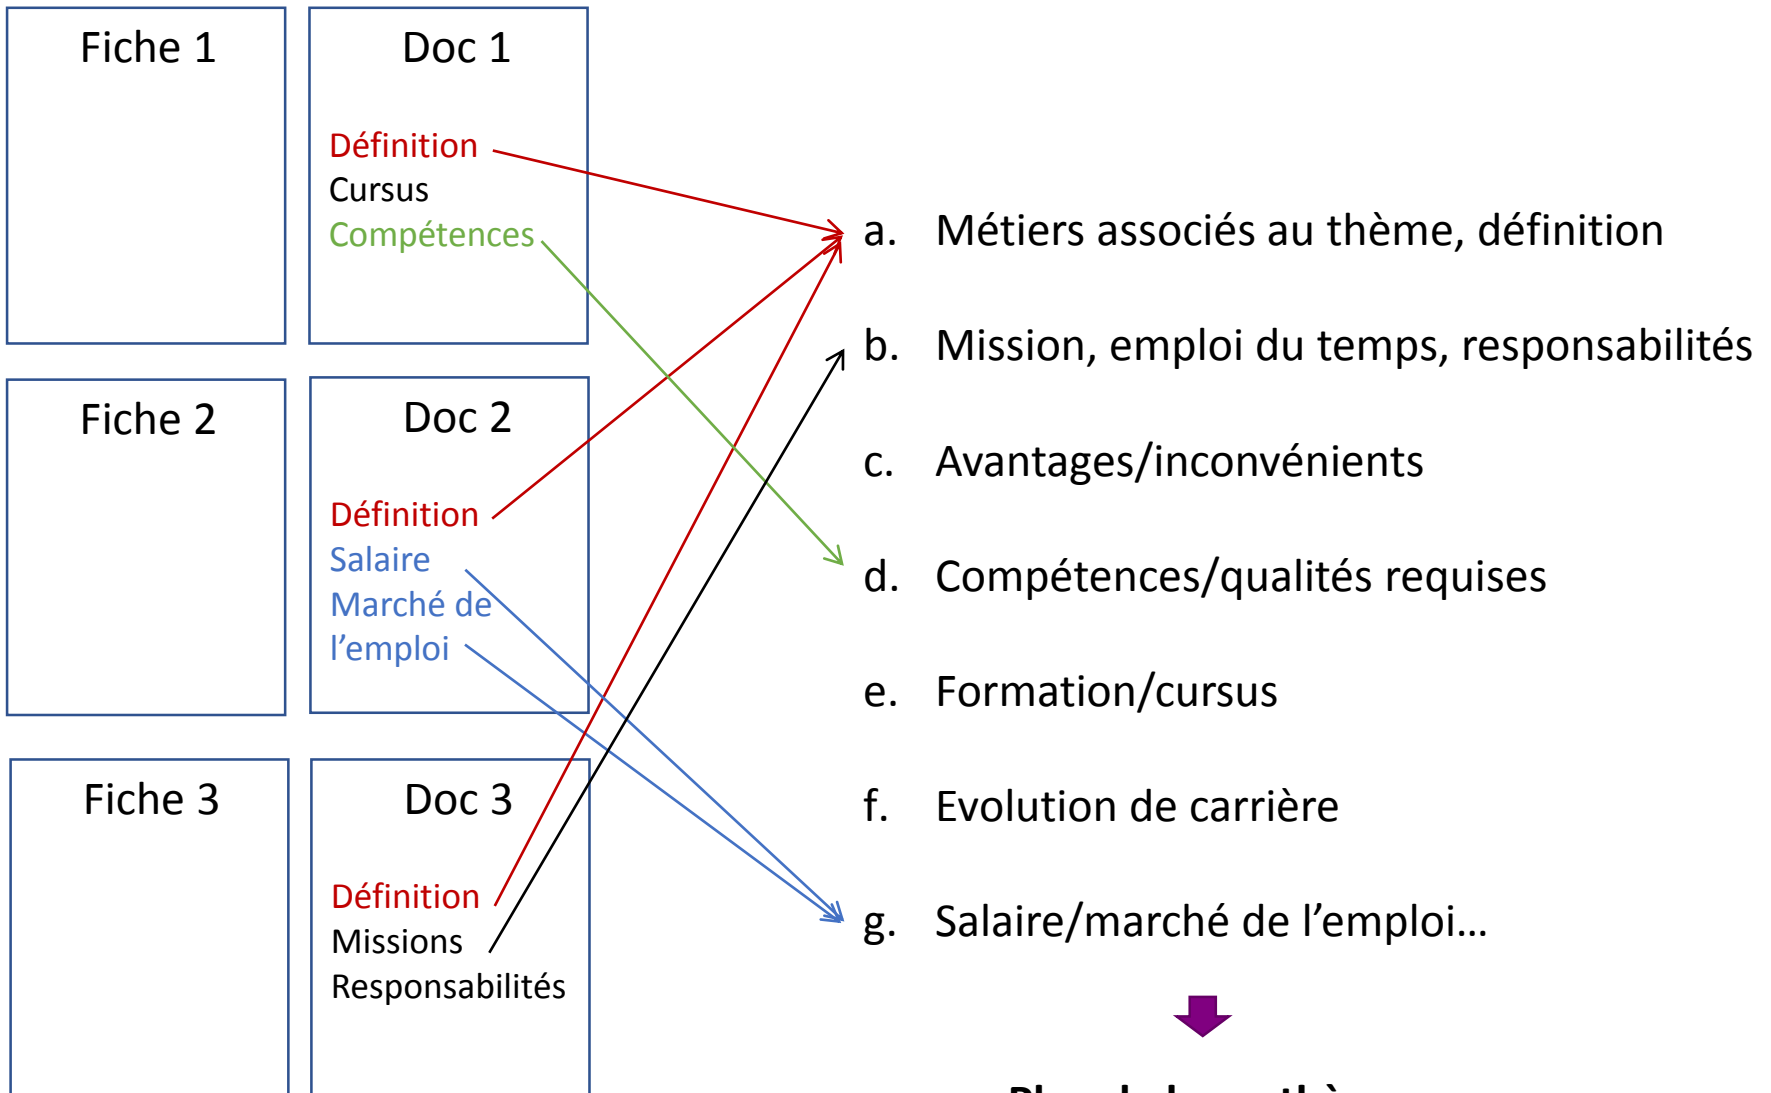 Fiche 1
Doc 1
Définition
Cursus
Compétences
Fiche 2
Doc 2
Définition
Salaire
Marché de
l’emploi
Fiche 3
Doc 3
Définition
Missions
Responsabilités
a. Métiers associés au thème, définition
b. Mission, emploi du temps, responsabilités
c. Avantages/inconvénients
d. Compétences/qualités requises
e. Formation/cursus
f. Evolution de carrière
g. Salaire/marché de l’emploi…